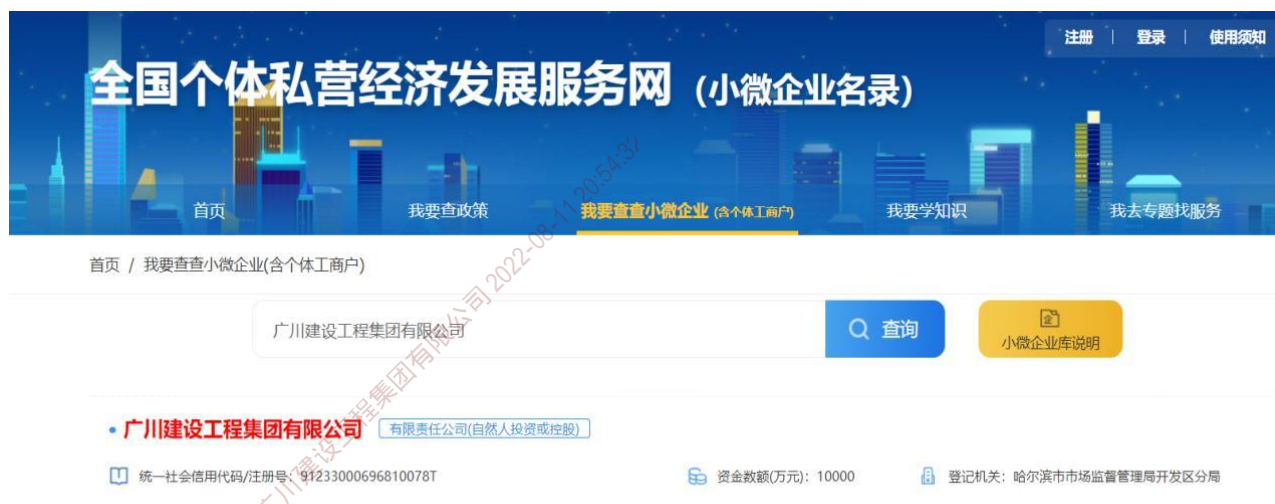 注册 | 登录 | 使用须知
全国个体私营经济发展服务网 (小微企业名录)
首页 我要查政策 我要查查小微企业 (含个体工商户) 我要学知识 我去专题找服务
首页 / 我要查查小微企业(含个体工商户)
广川建设工程集团有限公司 查询
小微企业库说明
• 广川建设工程集团有限公司 有限责任公司(自然人投资或控股)
统一社会信用代码/注册号: 91233000696810078T 资金数额(万元): 10000 登记机关: 哈尔滨市市场监督管理局开发区分局
广川建设工程集团有限公司 2022-08-11 20:54:37